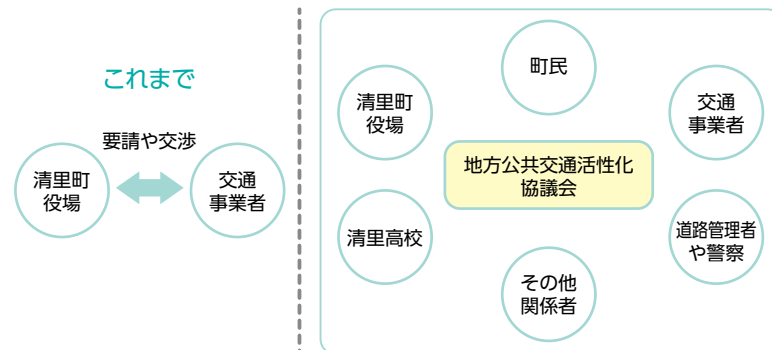 これまで
要請や交渉
清里町
役場
交通
事業者
町民
清里町
役場
交通
事業者
地方公共交通活性化
協議会
清里高校
道路管理者
や警察
その他
関係者